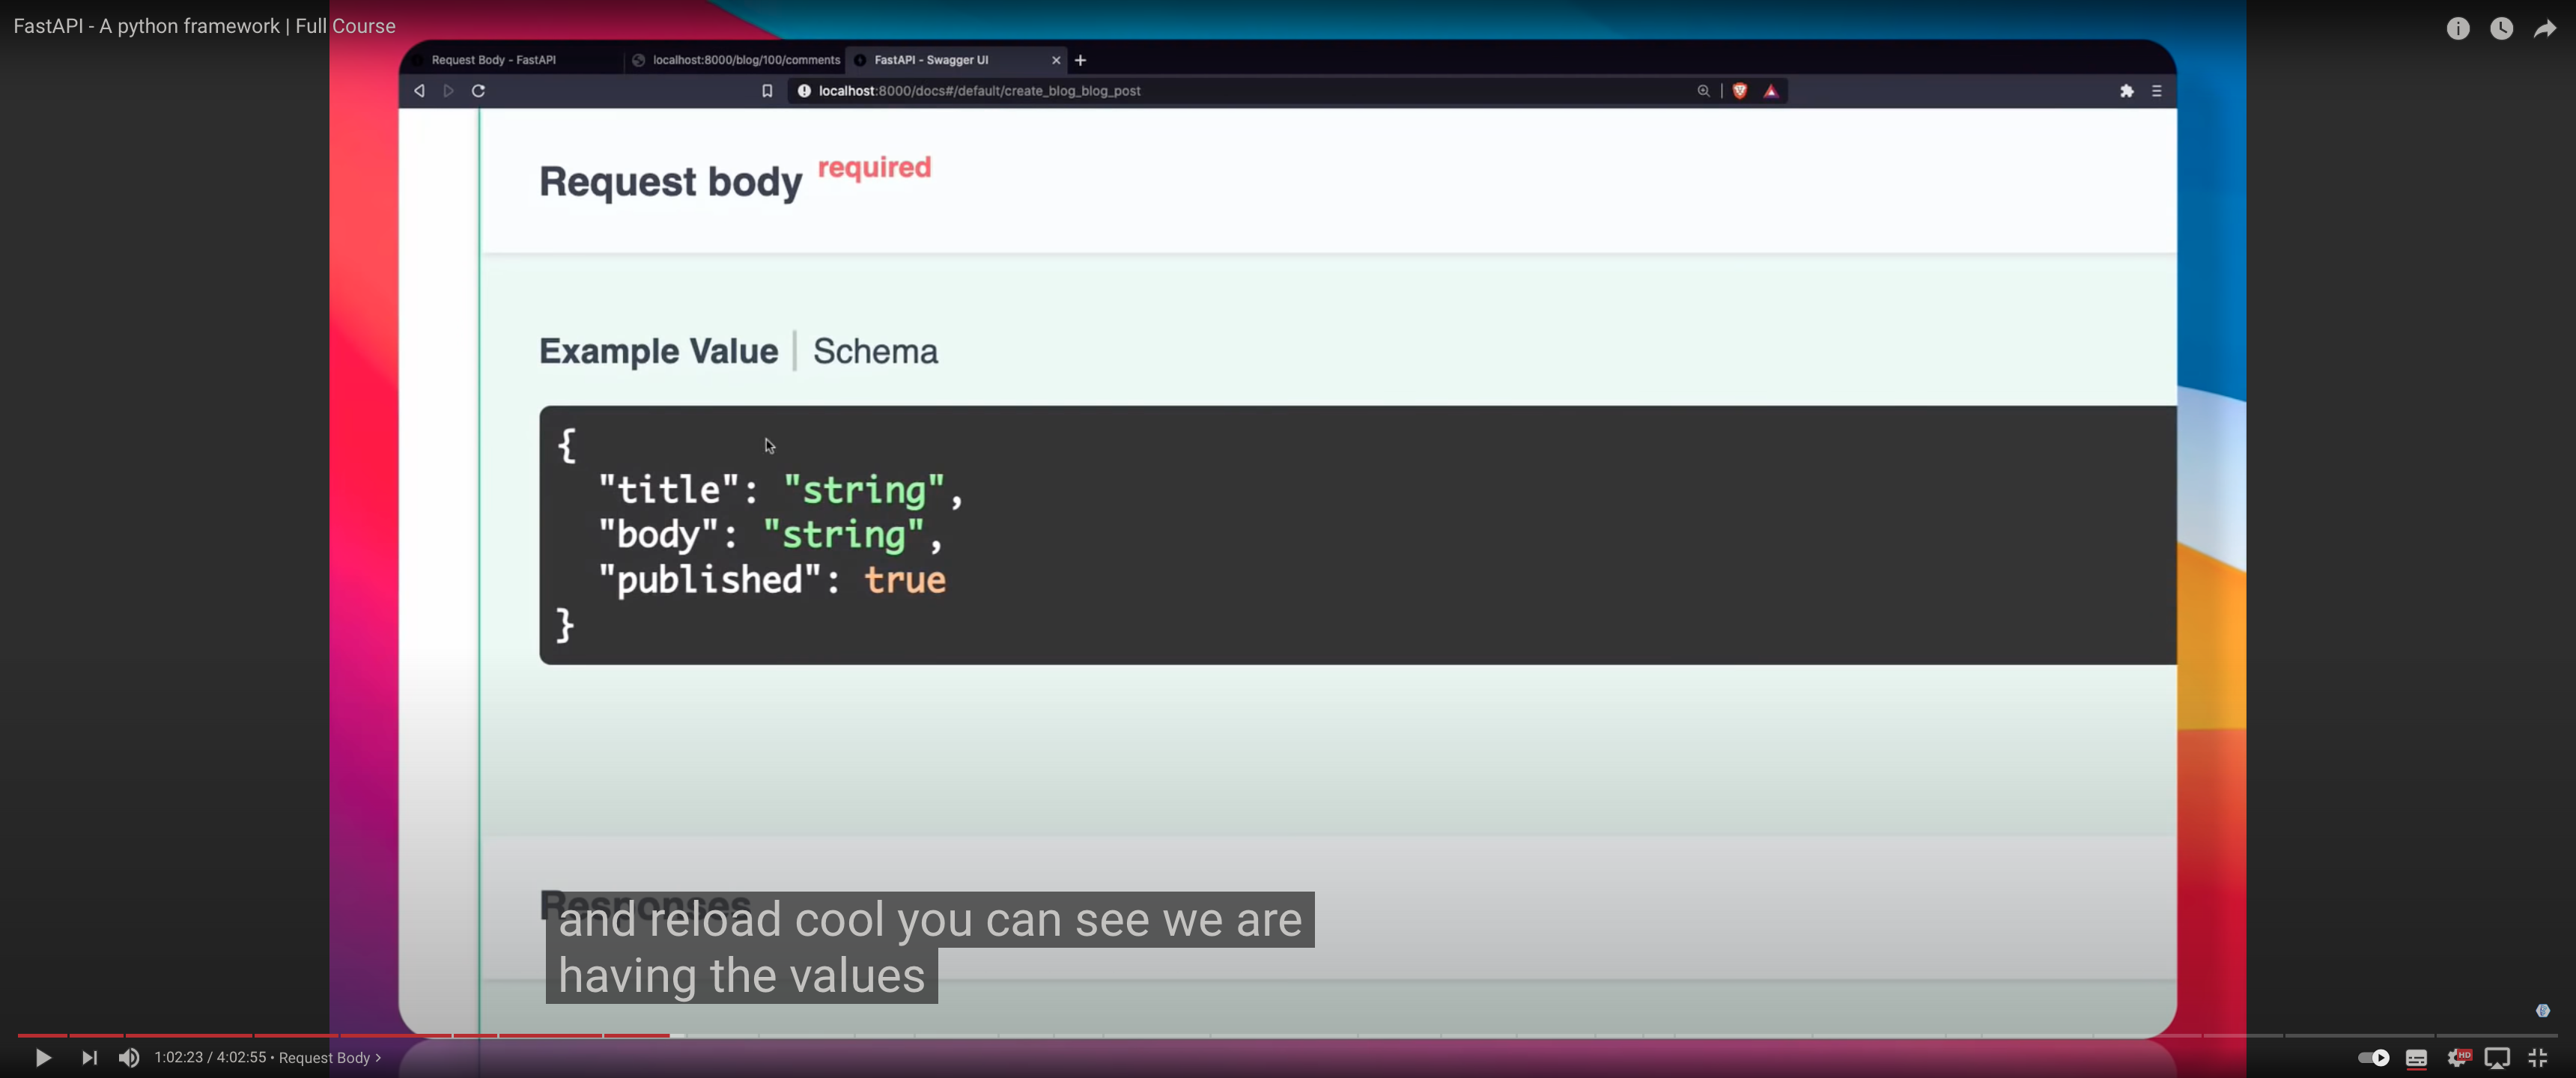 FastAPI - A python framework | Full Course
Request Body - FastAPI
localhost:8000/blog/100/comments
FastAPI - Swagger UI
localhost:8000/docs#/default/create_blog_blog_post
Request body required
Example Value | Schema
{
"title": "string",
"body": "string",
"published": true
}
Responses
and reload cool you can see we are
having the values
1:02:23 / 4:02:55 • Request Body
HD